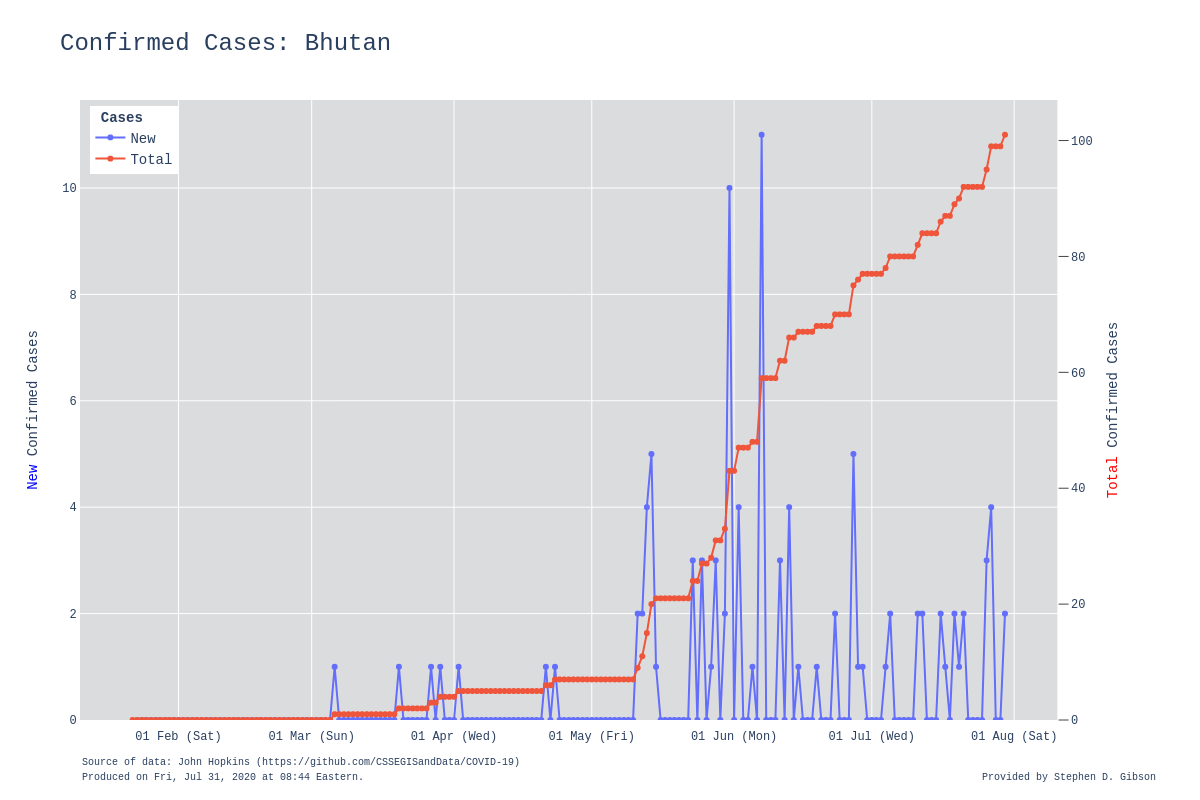 Confirmed Cases: Bhutan
Cases
New
Total
10
8
6
4
2
0
100
80
60
40
20
0
New Confirmed Cases
Total Confirmed Cases
01 Feb (Sat)
01 Mar (Sun)
01 Apr (Wed)
01 May (Fri)
01 Jun (Mon)
01 Jul (Wed)
01 Aug (Sat)
Source of data: John Hopkins (https://github.com/CSSEGISandData/COVID-19)
Produced on Fri, Jul 31, 2020 at 08:44 Eastern.
Provided by Stephen D. Gibson